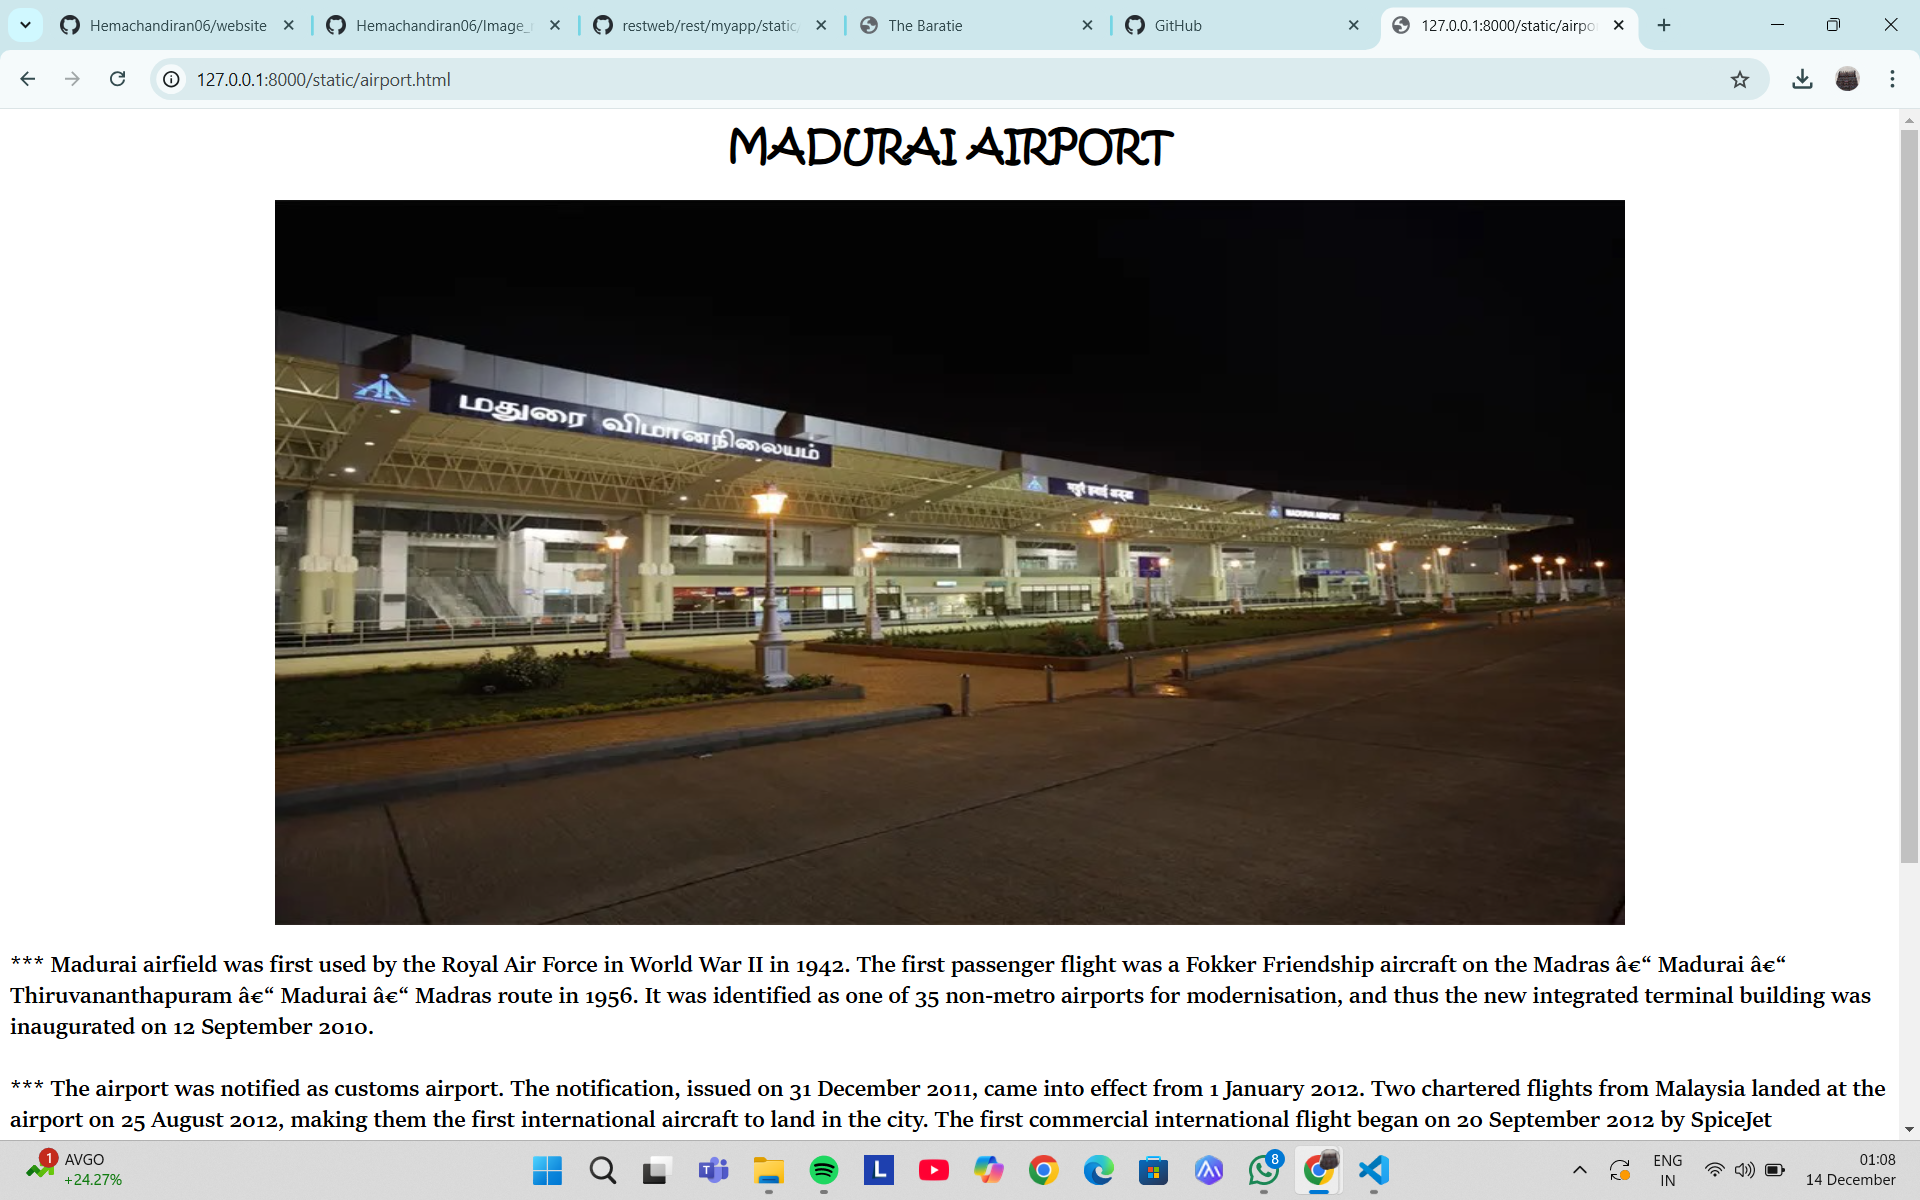 Hemachandiran06/website
Hemachandiran06/Image_
restweb/rest/myapp/static
The Baratie
GitHub
127.0.0.1:8000/static/airpo
127.0.0.1:8000/static/airport.html
MADURAI AIRPORT
மதுரை விமானநிலையம்
मदुरै हवाई अड्डा
MADURAI AIRPORT
*** Madurai airfield was first used by the Royal Air Force in World War II in 1942. The first passenger flight was a Fokker Friendship aircraft on the Madras â€“ Madurai â€“
Thiruvananthapuram â€“ Madurai â€“ Madras route in 1956. It was identified as one of 35 non-metro airports for modernisation, and thus the new integrated terminal building was
inaugurated on 12 September 2010.
*** The airport was notified as customs airport. The notification, issued on 31 December 2011, came into effect from 1 January 2012. Two chartered flights from Malaysia landed at the
airport on 25 August 2012, making them the first international aircraft to land in the city. The first commercial international flight began on 20 September 2012 by SpiceJet
1
AVGO
+24.27%
L
8
ENG
IN
01:08
14 December